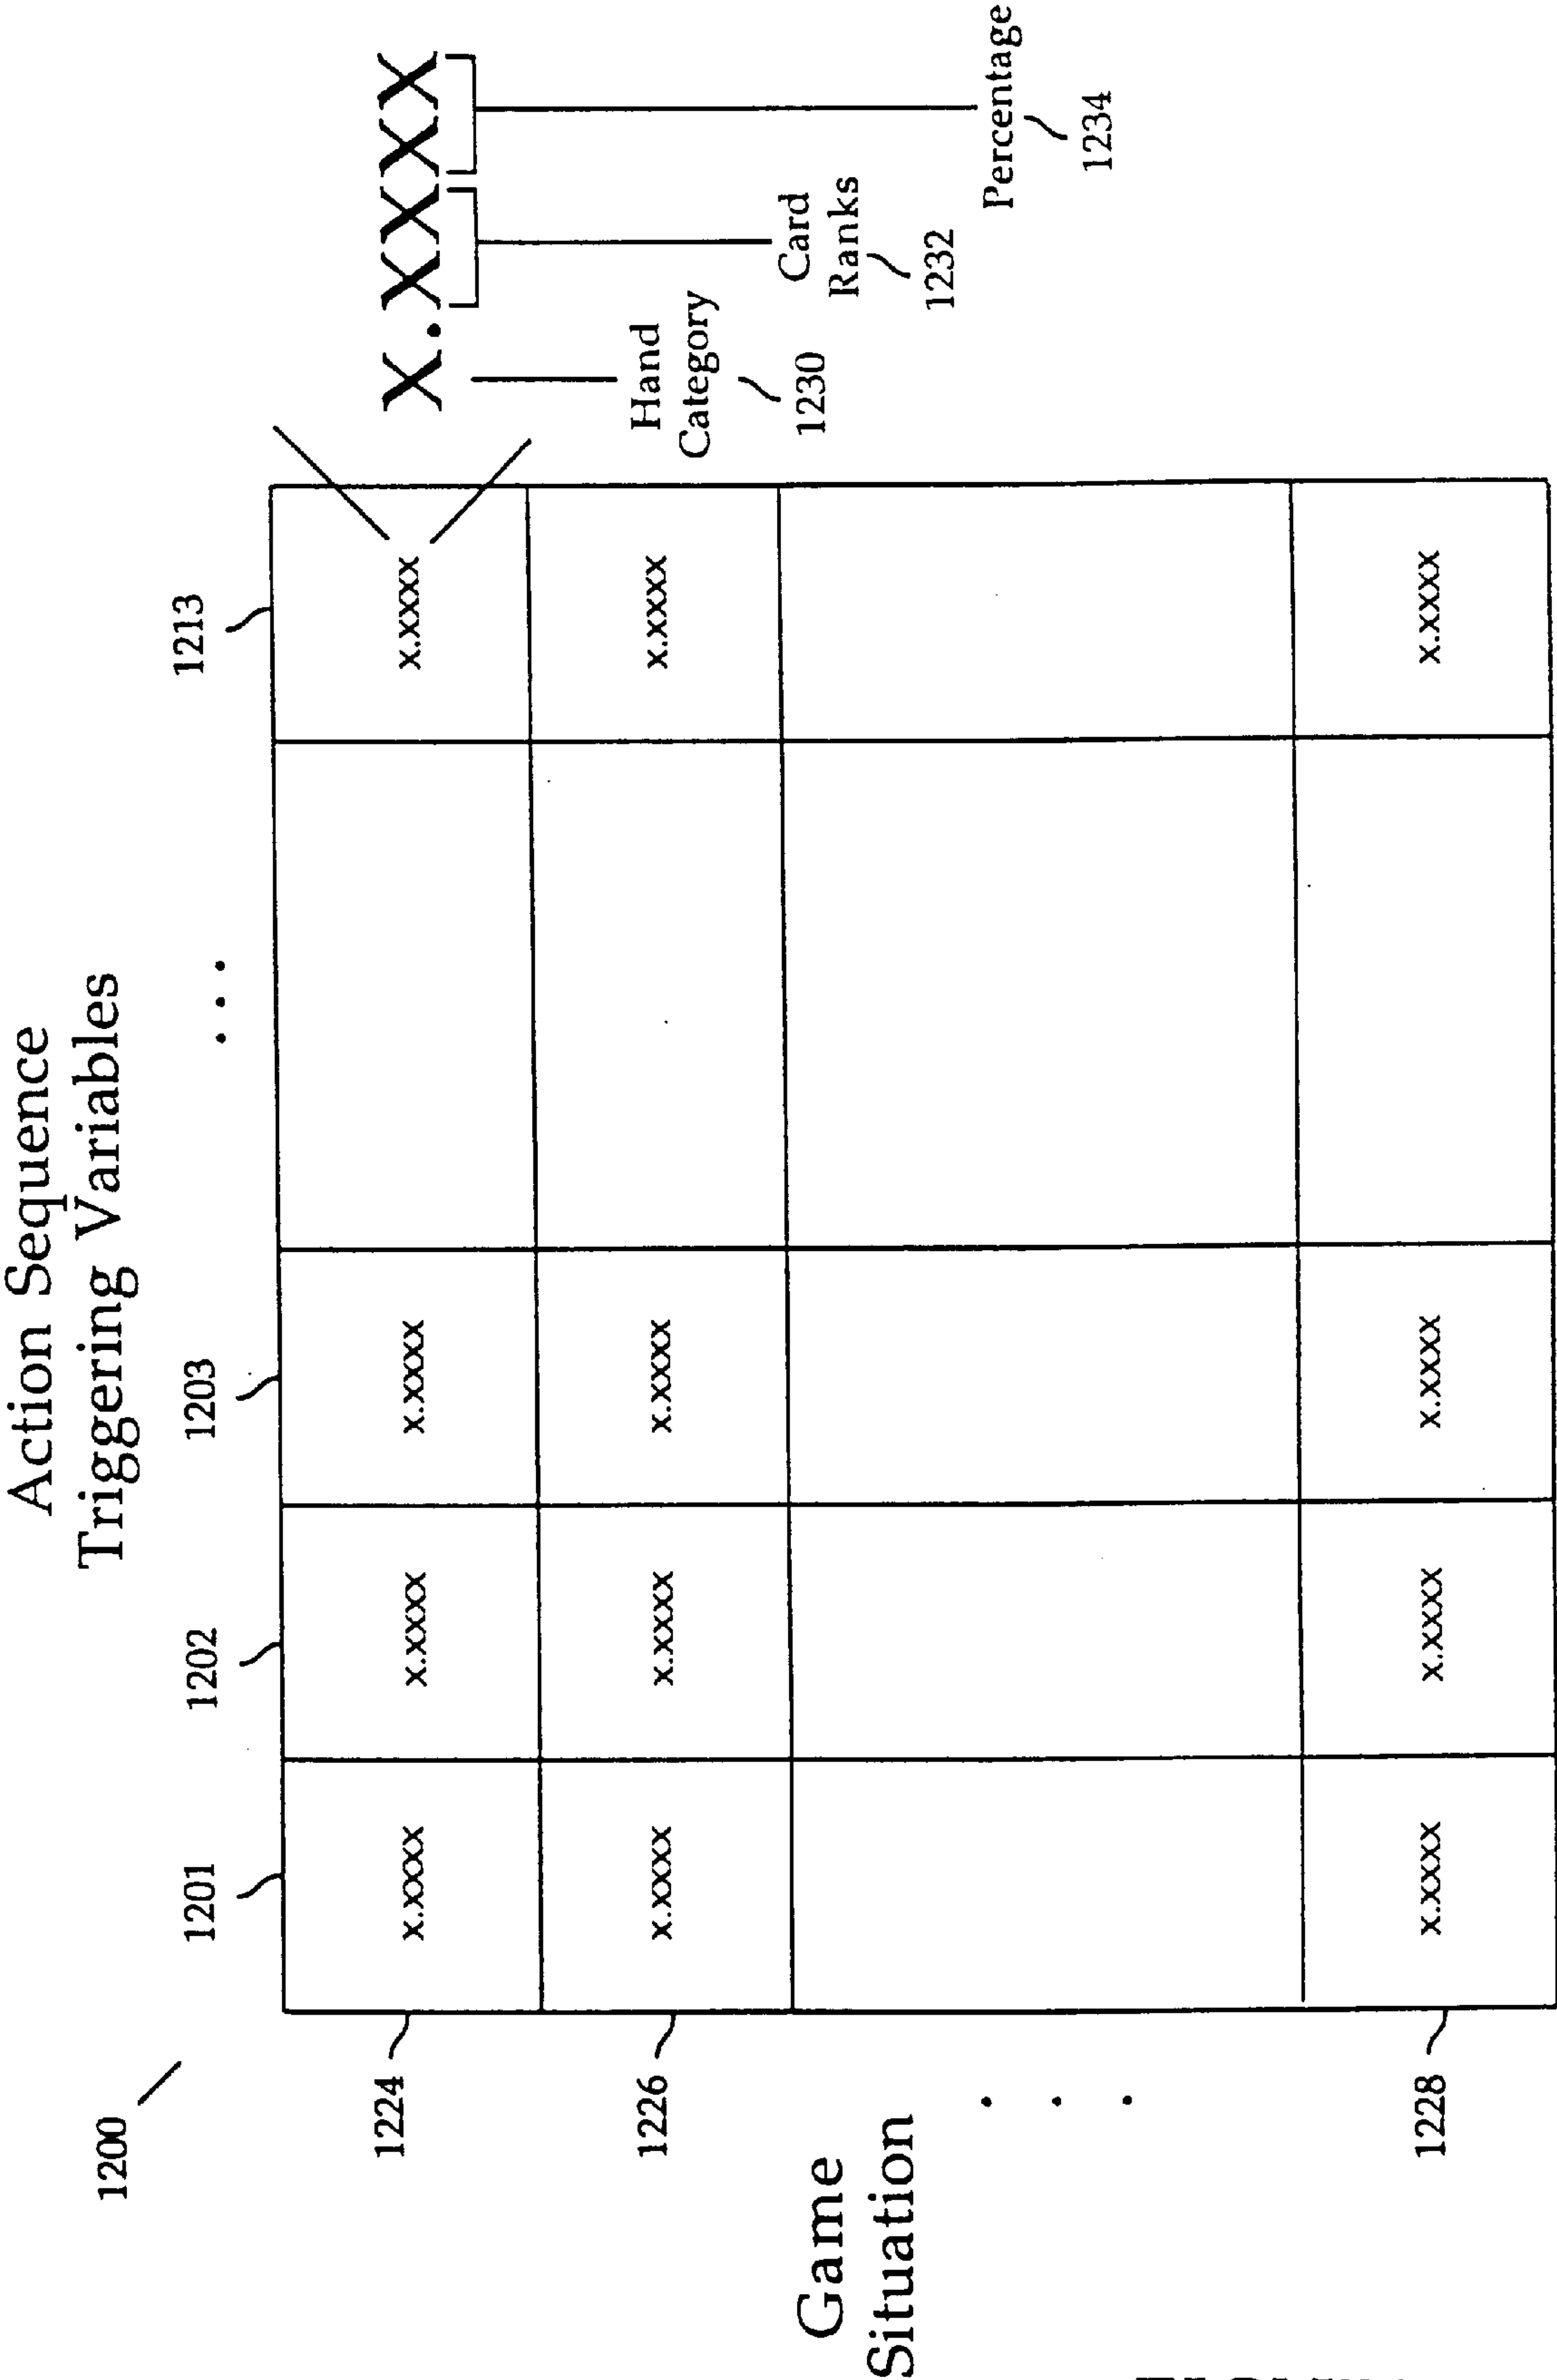 Action Sequence
Triggering Variables
1200
1201 1202 1203 . . . 1213
1224 x.xxxx x.xxxx x.xxxx x.xxxx
1226 x.xxxx x.xxxx x.xxxx x.xxxx
Game
Situation
. . .
1228 x.xxxx x.xxxx x.xxxx x.xxxx
X.XXXX
Hand
Category
1230
Card
Ranks
1232
Percentage
1234